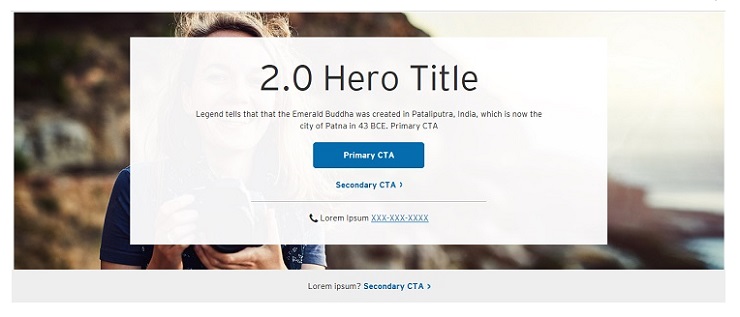 2.0 Hero Title
Legend tells that that the Emerald Buddha was created in Pataliputra, India, which is now the
city of Patna in 43 BCE. Primary CTA
Primary CTA
Secondary CTA ›
Lorem Ipsum XXX-XXX-XXXX
Lorem ipsum? Secondary CTA ›